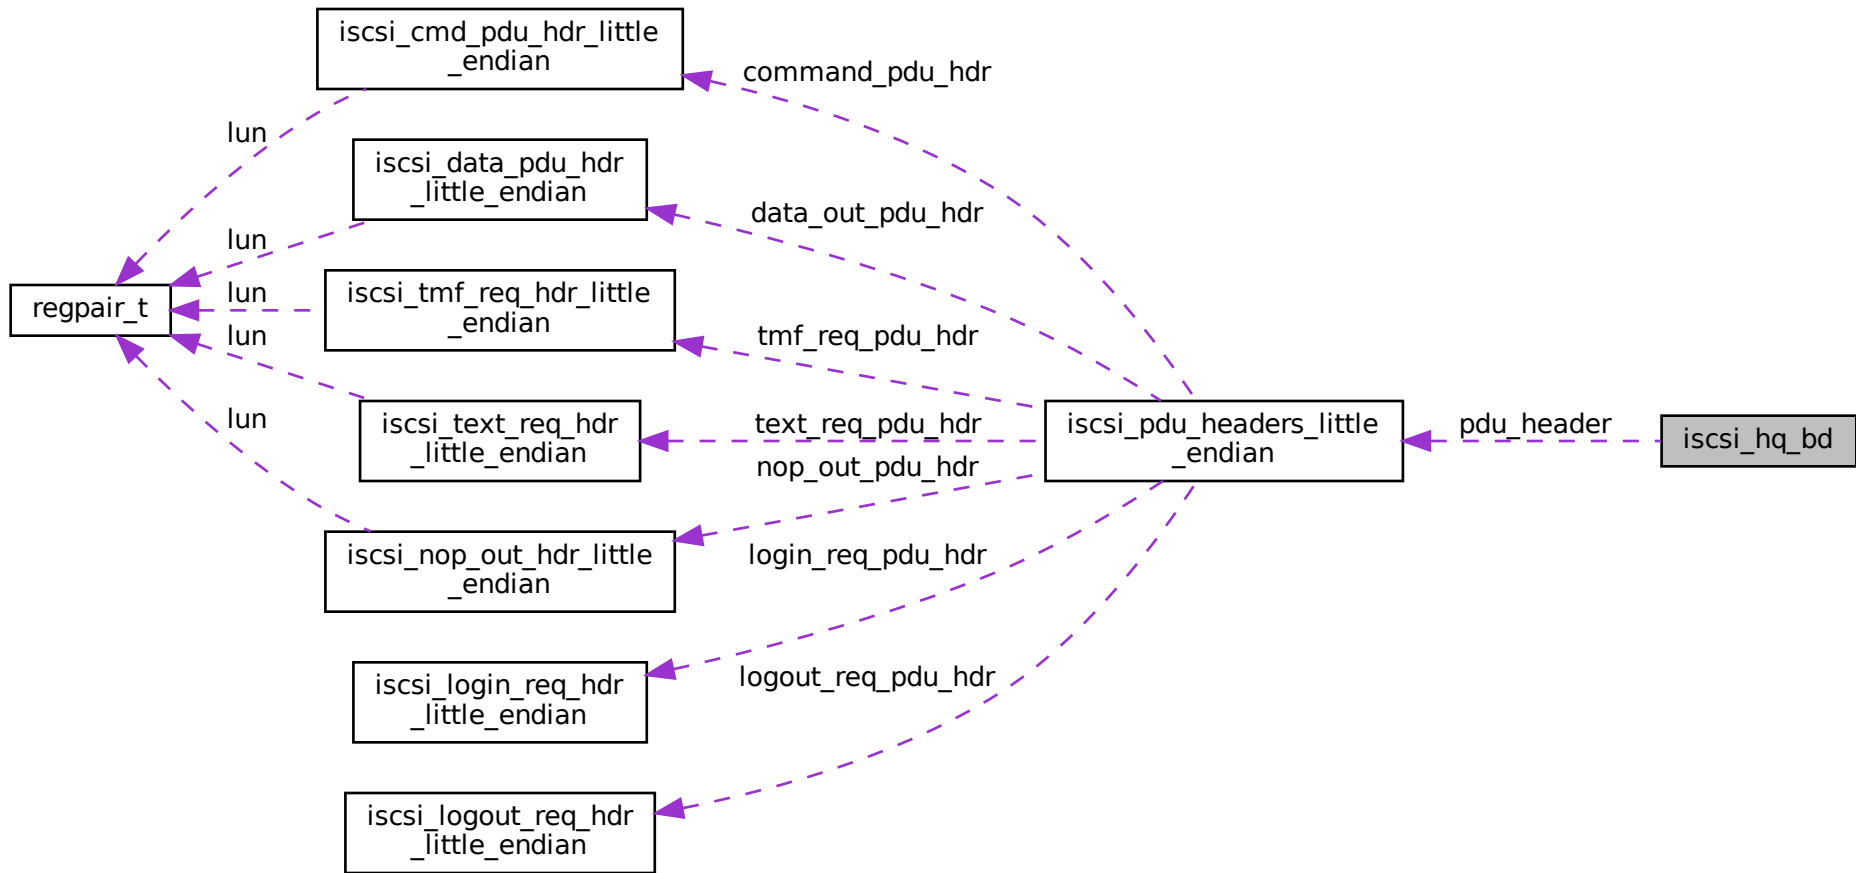 iscsi_cmd_pdu_hdr_little
_endian
command_pdu_hdr
lun
iscsi_data_pdu_hdr
_little_endian
data_out_pdu_hdr
lun
iscsi_tmf_req_hdr_little
_endian
lun
regpair_t
tmf_req_pdu_hdr
lun
iscsi_text_req_hdr
_little_endian
text_req_pdu_hdr
iscsi_pdu_headers_little
_endian
pdu_header
iscsi_hq_bd
lun
nop_out_pdu_hdr
iscsi_nop_out_hdr_little
_endian
login_req_pdu_hdr
iscsi_login_req_hdr
_little_endian
logout_req_pdu_hdr
iscsi_logout_req_hdr
_little_endian